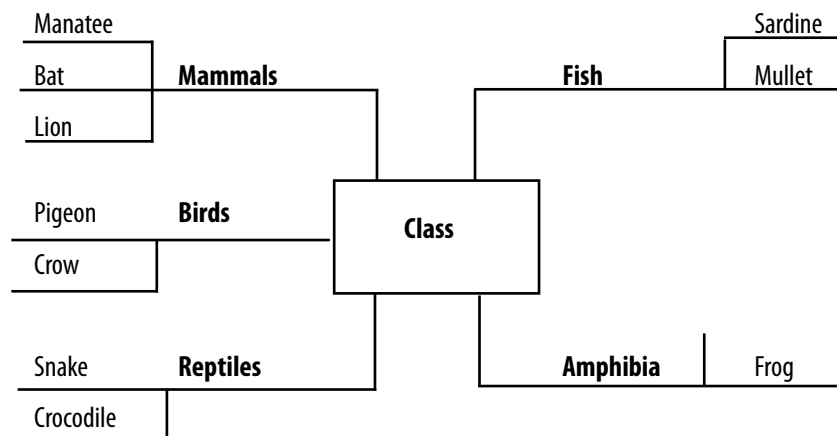 Manatee
Bat
Mammals
Lion
Pigeon
Birds
Crow
Snake
Reptiles
Crocodile
Class
Sardine
Fish
Mullet
Amphibia
Frog